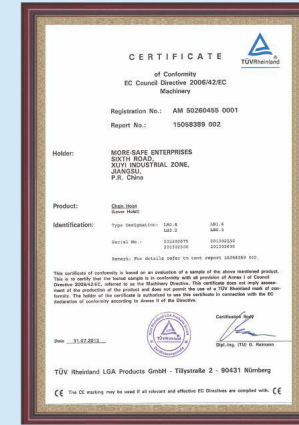 CERTIFICATE
TÜVRheinland
of Conformity
EC Council Directive 2006/42/EC
Machinery
Registration No.: AM 50260455 0001
Report No.: 15058389 002
Holder: MORE-SAFE ENTERPRISES
SIXTH ROAD,
XUYI INDUSTRIAL ZONE,
JIANGSU,
P.R. China
Product: Chain Hoist
(Lever Hoist)
Identification: Type Designation:
Serial No.:
Remark: For details refer to test report 15058389 002.
This certificate of conformity is based on an evaluation of a sample of the above mentioned product.
This is to certify that the tested sample is in conformity with all provision of Annex I of Council
Directive 2006/42/EC, referred to as the Machinery Directive. This certificate does not imply assess-
ment of the production of the product and does not permit the use of a TÜV Rheinland mark of con-
formity. The holder of the certificate is authorized to use this certificate in connection with the EC
declaration of conformity according to Annex II of the Directive.
Certification Body
Date 01.07.2013
TÜVRheinland
Dipl.-Ing. (TU) G. Reimann
TÜV Rheinland LGA Products GmbH - Tillystraße 2 - 90431 Nürnberg
CE The CE marking may be used if all relevant and effective EC Directives are complied with. CE